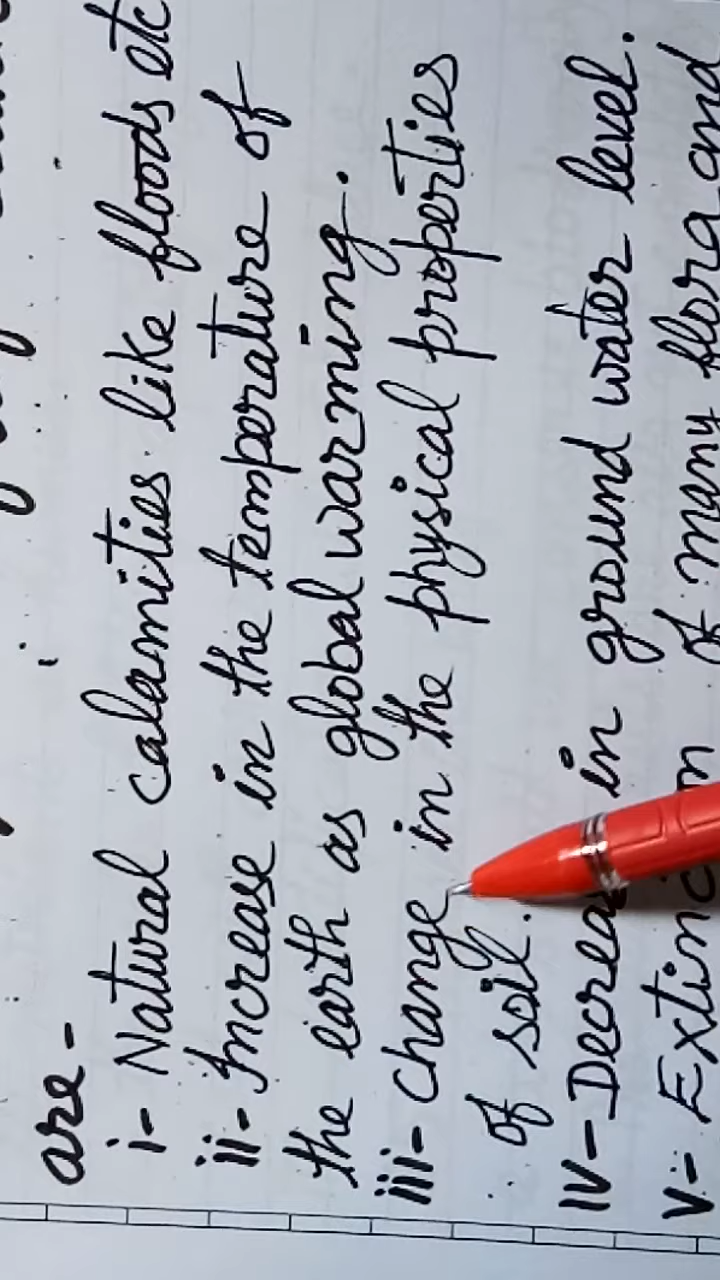 are-
i- Natural calamities like floods etc
ii- Increase in the temperature of
the earth as global warming.
iii- change in the physical properties
of soil.
iv- Decrea in ground water level.
v- Extinc of many flora and